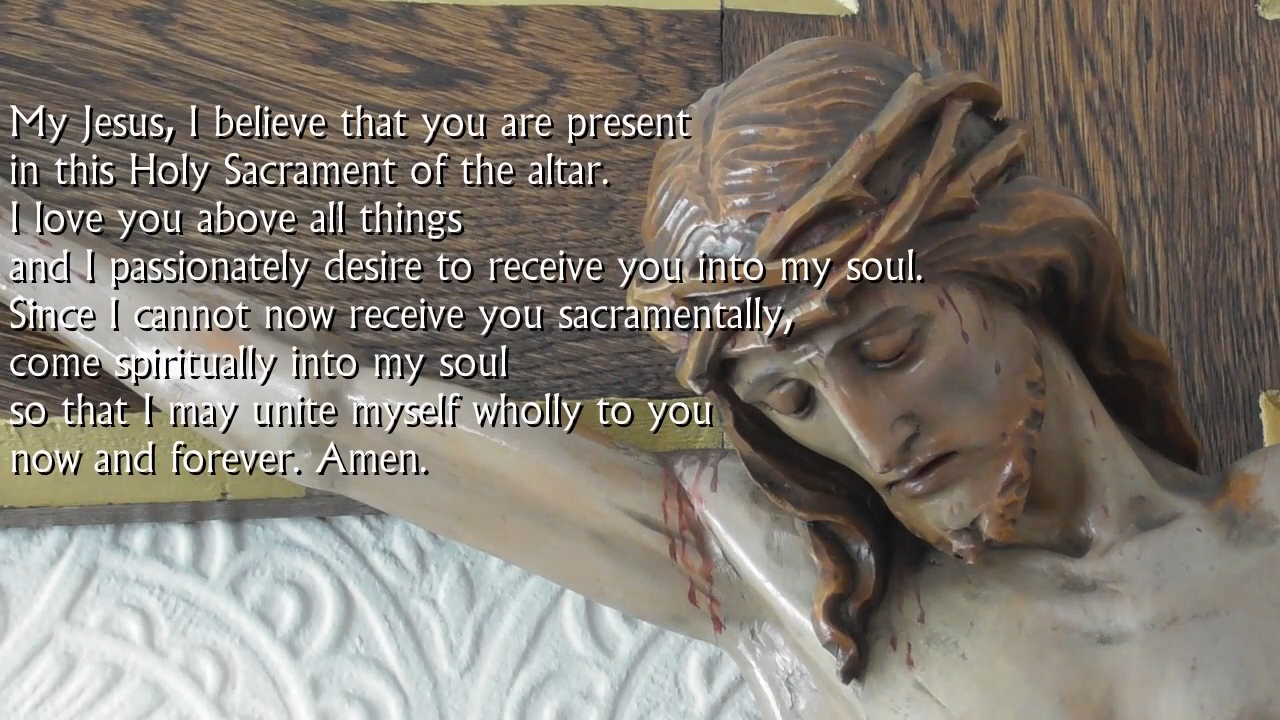 My Jesus, I believe that you are present
in this Holy Sacrament of the altar.
I love you above all things
and I passionately desire to receive you into my soul.
Since I cannot now receive you sacramentally,
come spiritually into my soul
so that I may unite myself wholly to you
now and forever. Amen.